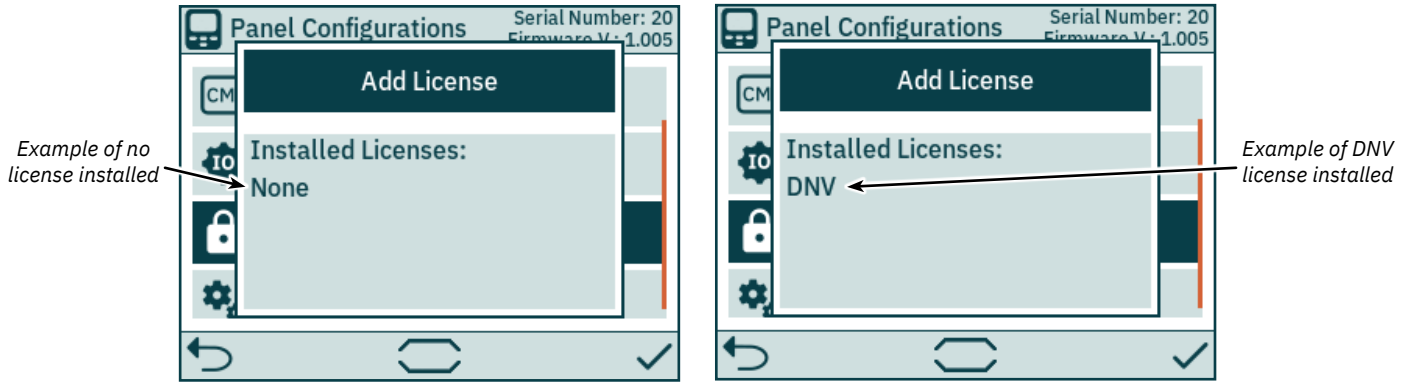 Panel Configurations
Serial Number: 20
Firmware V.: 1.005
Add License
CM
IO
Installed Licenses:
None
Example of no
license installed
Panel Configurations
Serial Number: 20
Firmware V.: 1.005
Add License
CM
IO
Installed Licenses:
DNV
Example of DNV
license installed